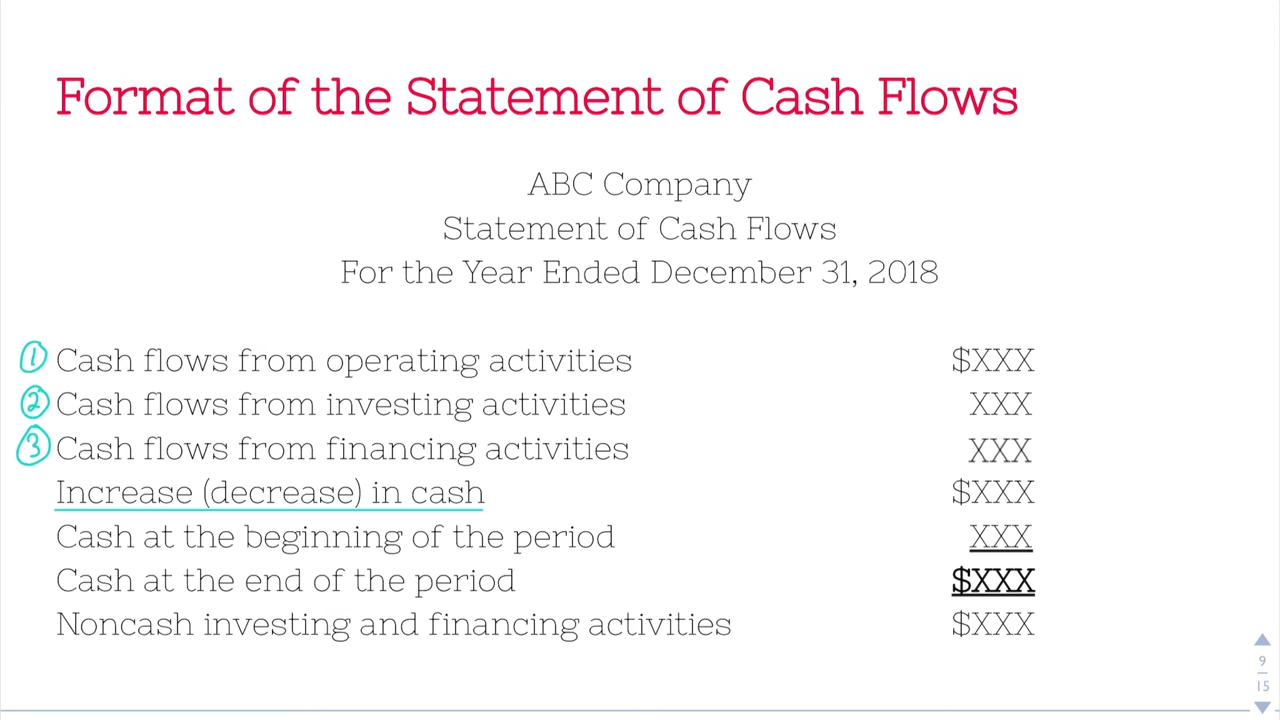 Format of the Statement of Cash Flows
ABC Company
Statement of Cash Flows
For the Year Ended December 31, 2018
1 Cash flows from operating activities $XXX
2 Cash flows from investing activities XXX
3 Cash flows from financing activities XXX
Increase (decrease) in cash $XXX
Cash at the beginning of the period XXX
Cash at the end of the period $XXX
Noncash investing and financing activities $XXX
9
15